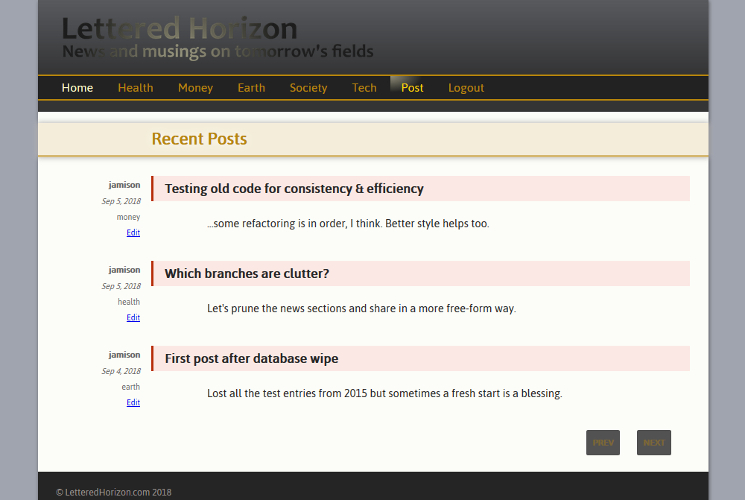 Lettered Horizon
News and musings on tomorrow's fields
Home Health Money Earth Society Tech Post Logout
Recent Posts
jamison
Testing old code for consistency & efficiency
Sep 5, 2018
money
...some refactoring is in order, I think. Better style helps too.
Edit
jamison
Which branches are clutter?
Sep 5, 2018
health
Let's prune the news sections and share in a more free-form way.
Edit
jamison
First post after database wipe
Sep 4, 2018
earth
Lost all the test entries from 2015 but sometimes a fresh start is a blessing.
Edit
PREV NEXT
© LetteredHorizon.com 2018